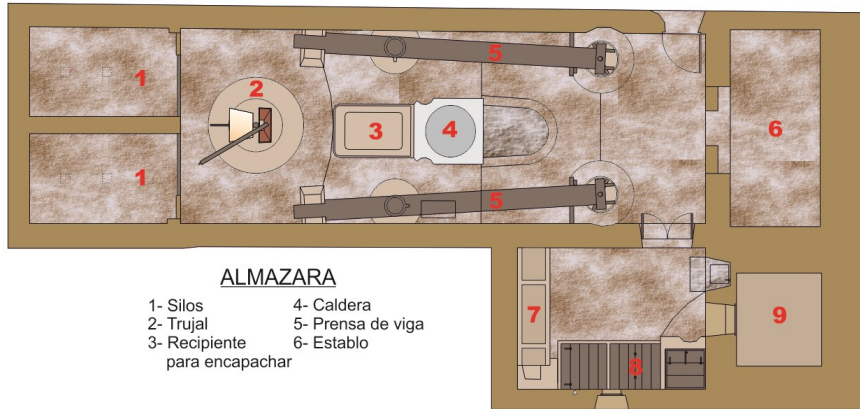 1
2
5
3
4
6
1
5
ALMAZARA
1- Silos
2- Trujal
3- Recipiente
para encapachar
4- Caldera
5- Prensa de viga
6- Establo
7
8
9